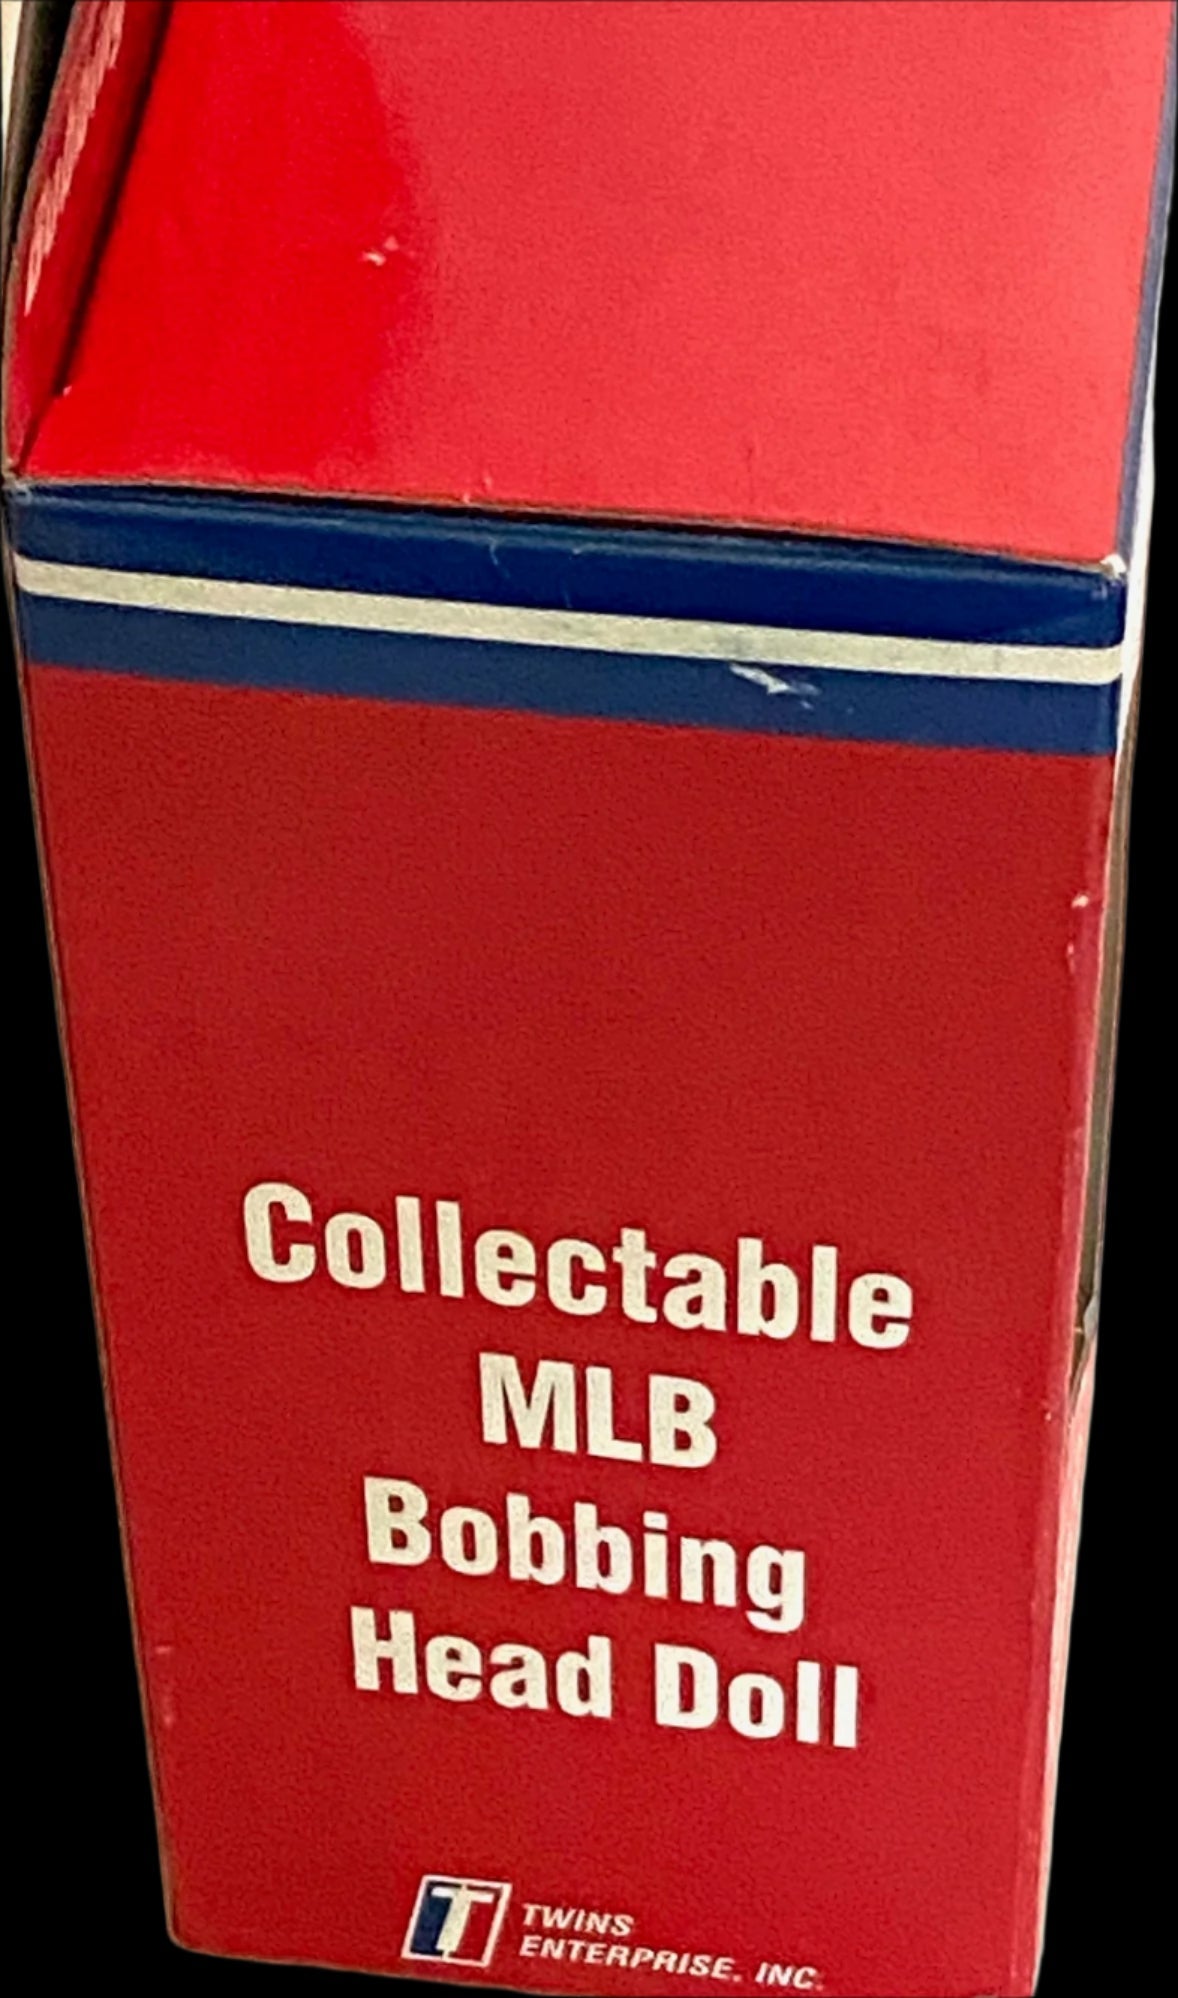 Collectable
MLB
Bobbing
Head Doll
T TWINS
ENTERPRISE, INC.